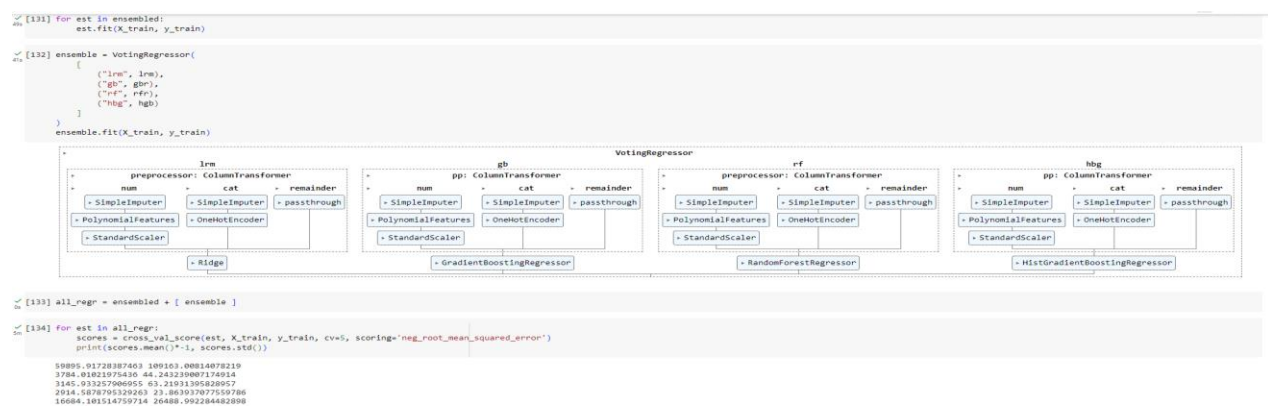 [131] for est in ensembled:
est.fit(X_train, y_train)
[132] ensemble = VotingRegressor(
[
("lrm", lrm),
("gb", gbr),
("rf", rfr),
("hbg", hgb)
]
)
ensemble.fit(X_train, y_train)
VotingRegressor
lrm gb rf hbg
preprocessor: ColumnTransformer pp: ColumnTransformer preprocessor: ColumnTransformer pp: ColumnTransformer
num cat remainder num cat remainder num cat remainder num cat remainder
SimpleImputer SimpleImputer passthrough SimpleImputer SimpleImputer passthrough SimpleImputer SimpleImputer passthrough SimpleImputer SimpleImputer passthrough
PolynomialFeatures OneHotEncoder PolynomialFeatures OneHotEncoder PolynomialFeatures OneHotEncoder PolynomialFeatures OneHotEncoder
StandardScaler StandardScaler StandardScaler StandardScaler
Ridge GradientBoostingRegressor RandomForestRegressor HistGradientBoostingRegressor
[133] all_regr = ensembled + [ ensemble ]
[134] for est in all_regr:
scores = cross_val_score(est, X_train, y_train, cv=5, scoring='neg_root_mean_squared_error')
print(scores.mean()*-1, scores.std())
59895.91728387463 109163.00814078219
3784.01021975436 44.243239007174914
3145.933257906955 63.21931395828957
2914.5878795329263 23.863937077559786
16684.101514759714 26488.992284482898